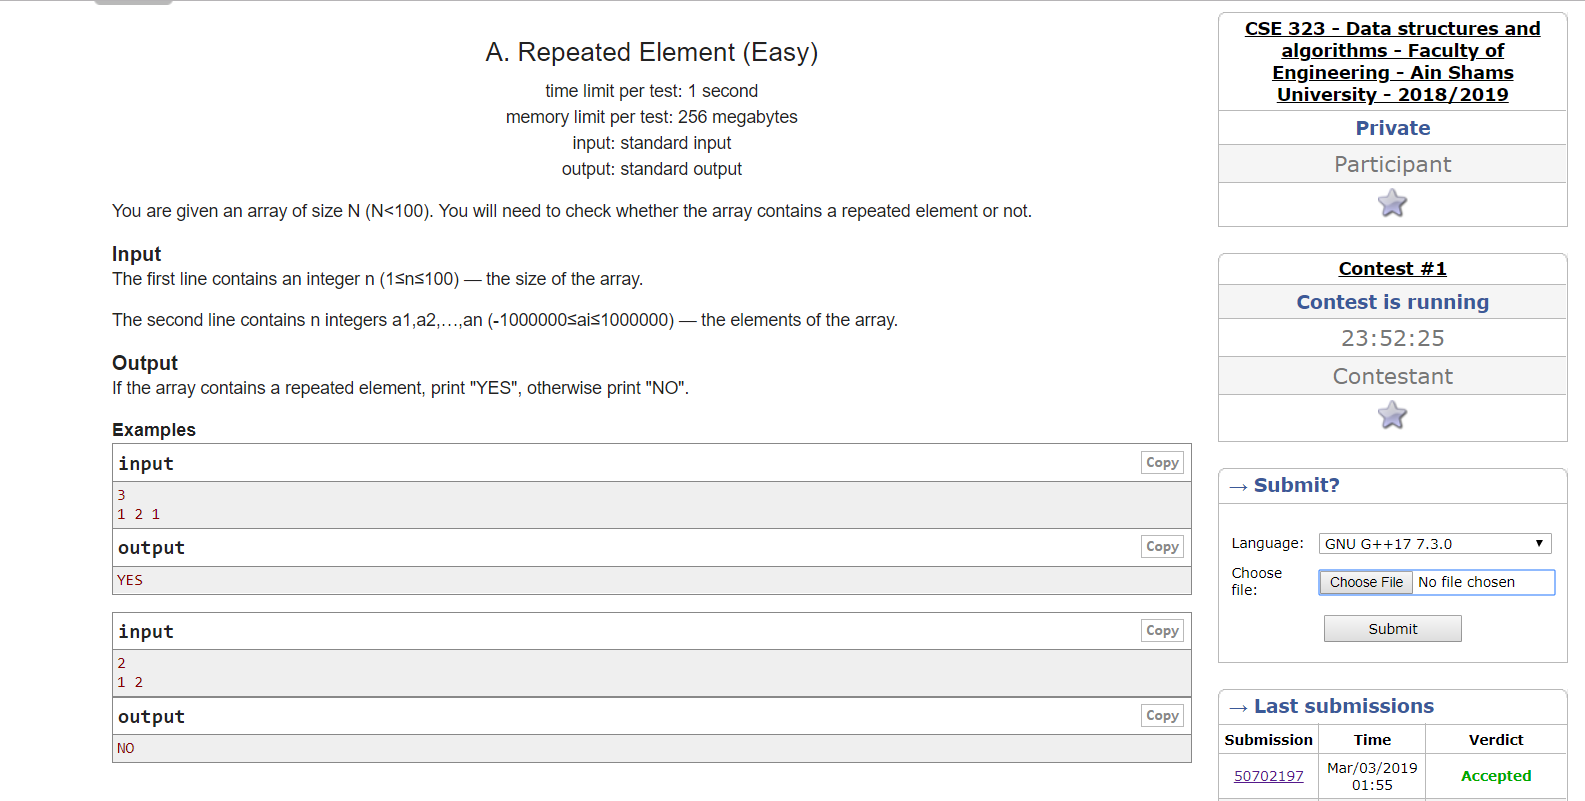 A. Repeated Element (Easy)
time limit per test: 1 second
memory limit per test: 256 megabytes
input: standard input
output: standard output
You are given an array of size N (N<100). You will need to check whether the array contains a repeated element or not.
Input
The first line contains an integer n (1≤n≤100) — the size of the array.
The second line contains n integers a1,a2,…,an (-1000000≤ai≤1000000) — the elements of the array.
Output
If the array contains a repeated element, print "YES", otherwise print "NO".
Examples
input
Copy
3
1 2 1
output
Copy
YES
input
Copy
2
1 2
output
Copy
NO
CSE 323 - Data structures and
algorithms - Faculty of
Engineering - Ain Shams
University - 2018/2019
Private
Participant
Contest #1
Contest is running
23:52:25
Contestant
→ Submit?
Language: GNU G++17 7.3.0
Choose
file:
Choose File No file chosen
Submit
→ Last submissions
Submission Time Verdict
50702197 Mar/03/2019 Accepted
01:55